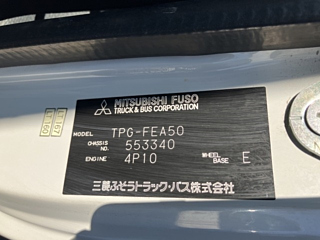 MITSUBISHI FUSO
TRUCK & BUS CORPORATION
MODEL TPG-FEA50
CHASSIS NO. 553340
ENGINE 4P10 WHEEL BASE E
三菱ふそうトラック・バス株式会社